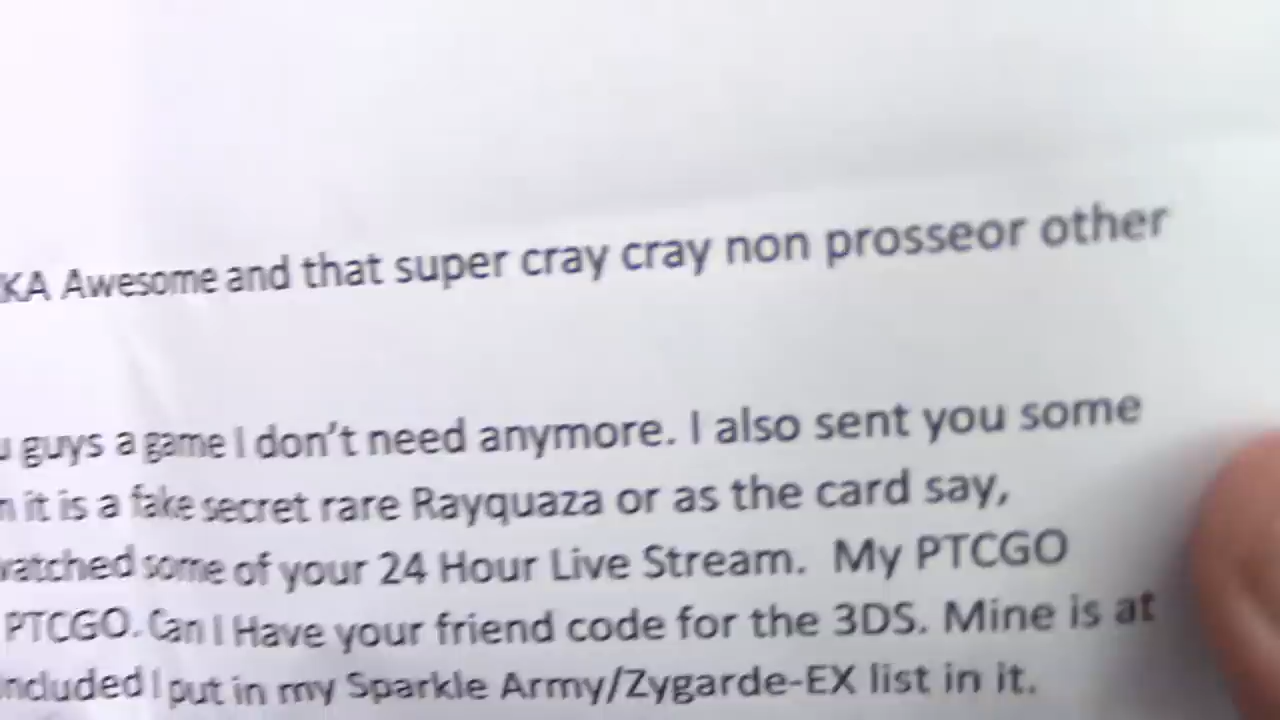 KA Awesome and that super cray cray non prosseor other
guys a game I don't need anymore. I also sent you some
it is a fake secret rare Rayquaza or as the card say,
watched some of your 24 Hour Live Stream. My PTCGO
PTCGO. Can I Have your friend code for the 3DS. Mine is at
included I put in my Sparkle Army/Zygarde-EX list in it.